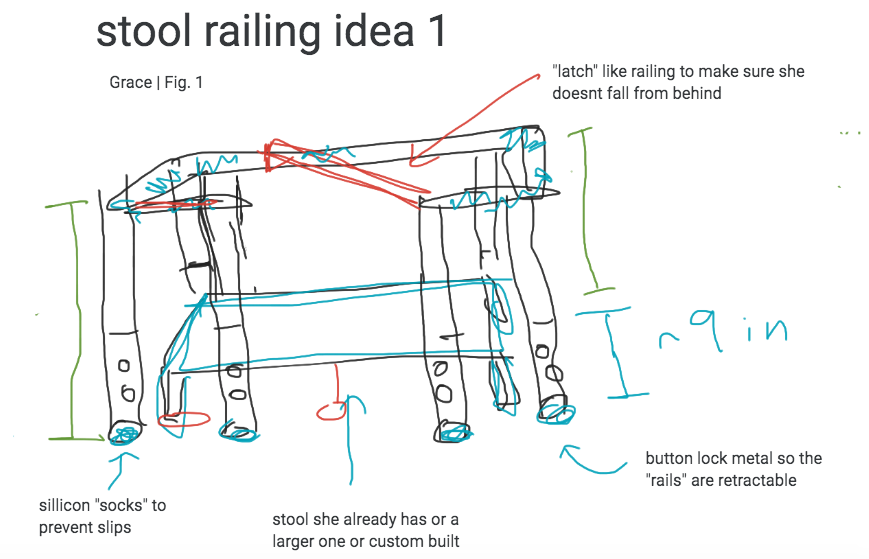 stool railing idea 1
Grace | Fig. 1
"latch" like railing to make sure she
doesnt fall from behind
~9 in
button lock metal so the
"rails" are retractable
sillicon "socks" to
prevent slips
stool she already has or a
larger one or custom built